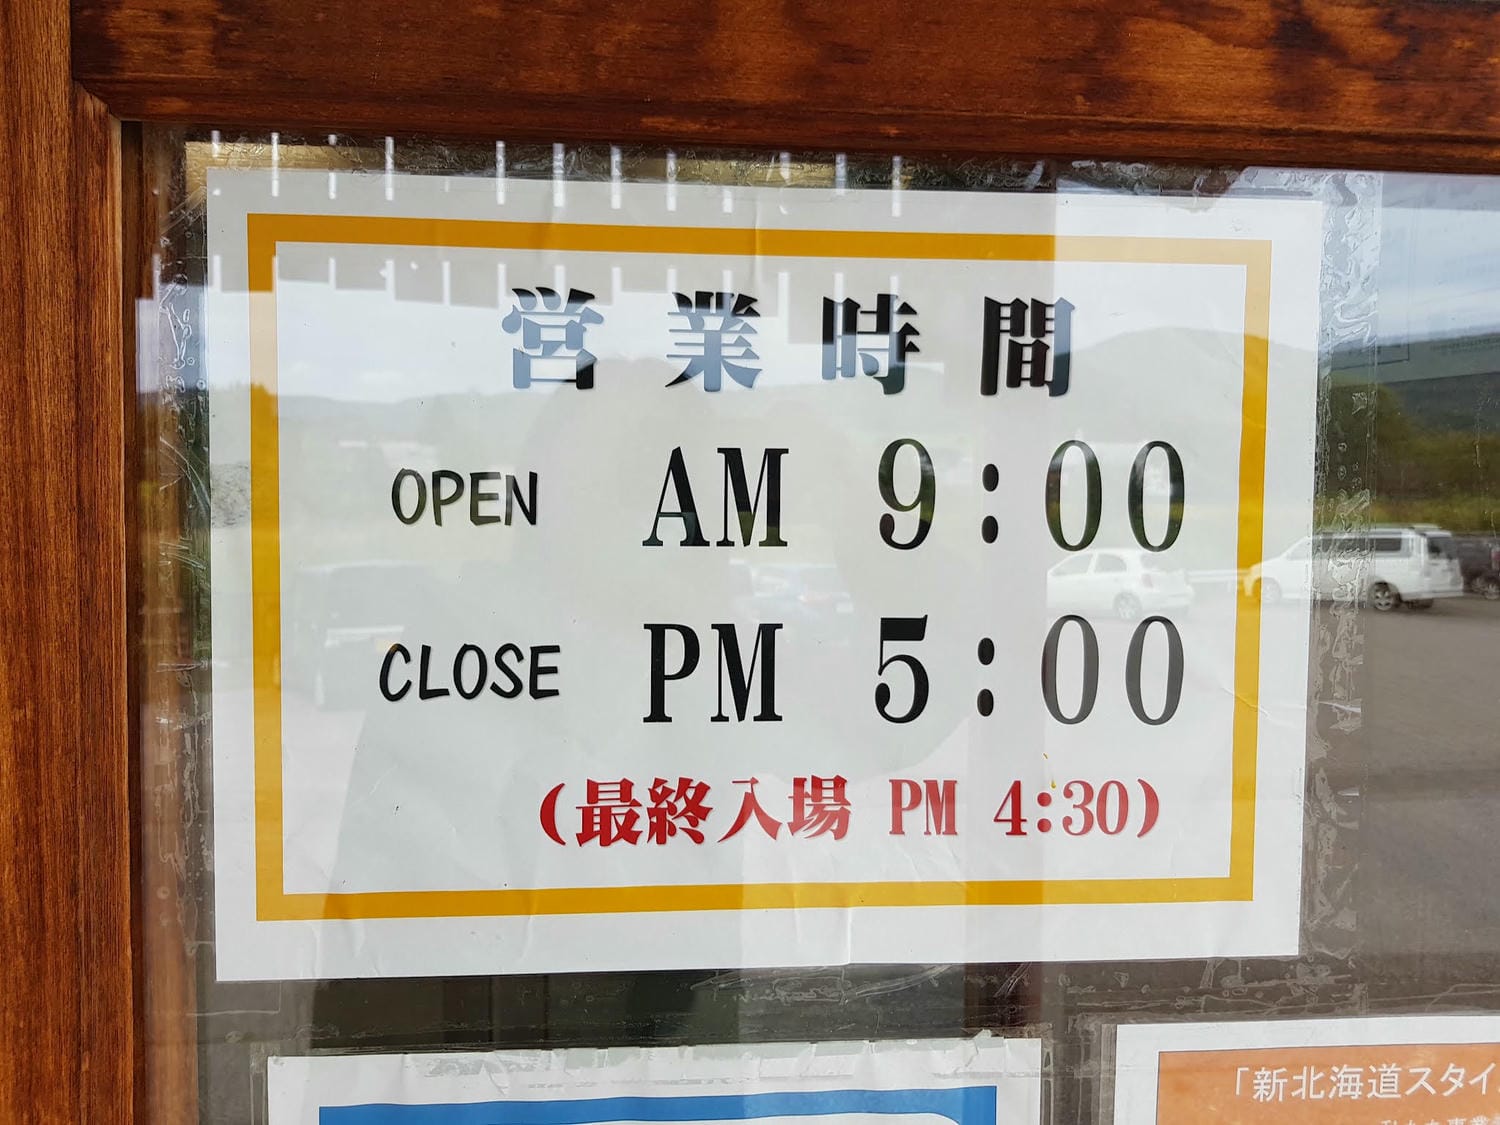 営業時間
OPEN AM 9:00
CLOSE PM 5:00
(最終入場 PM 4:30)
「新北海道スタイ